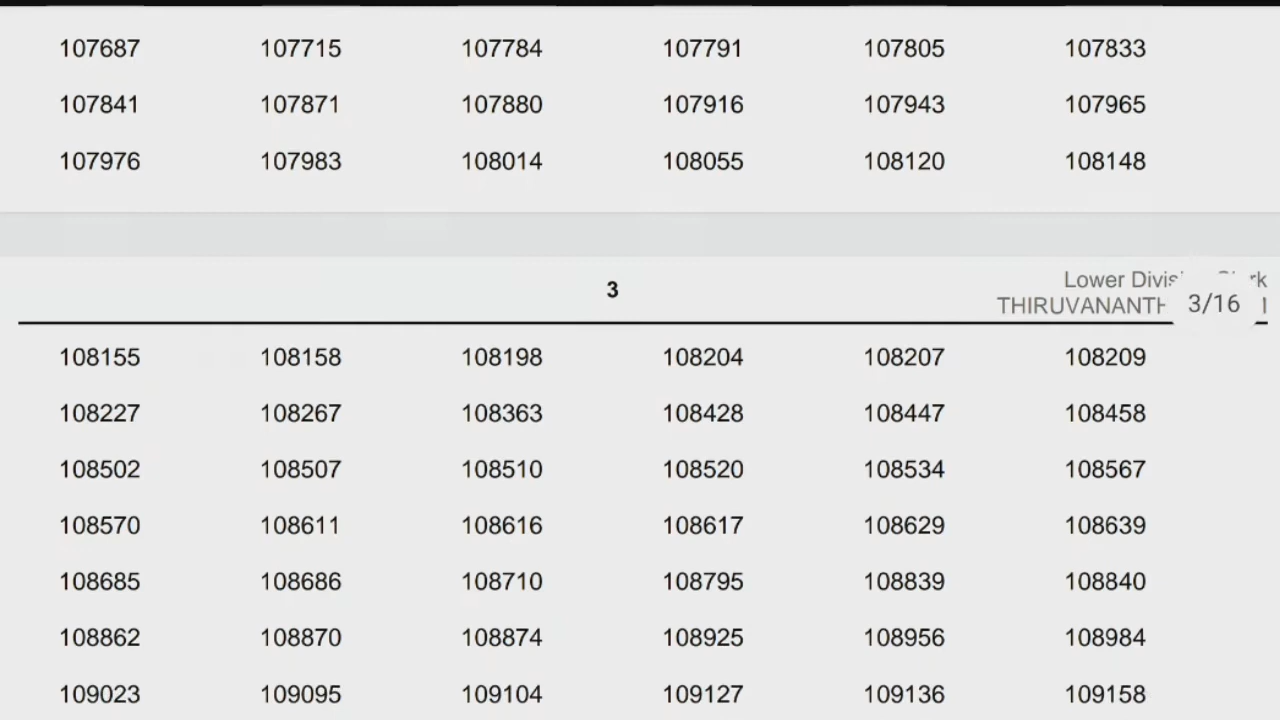 107687 107715 107784 107791 107805 107833
107841 107871 107880 107916 107943 107965
107976 107983 108014 108055 108120 108148
3
Lower
THIRUVANANTH
3/16
108155 108158 108198 108204 108207 108209
108227 108267 108363 108428 108447 108458
108502 108507 108510 108520 108534 108567
108570 108611 108616 108617 108629 108639
108685 108686 108710 108795 108839 108840
108862 108870 108874 108925 108956 108984
109023 109095 109104 109127 109136 109158